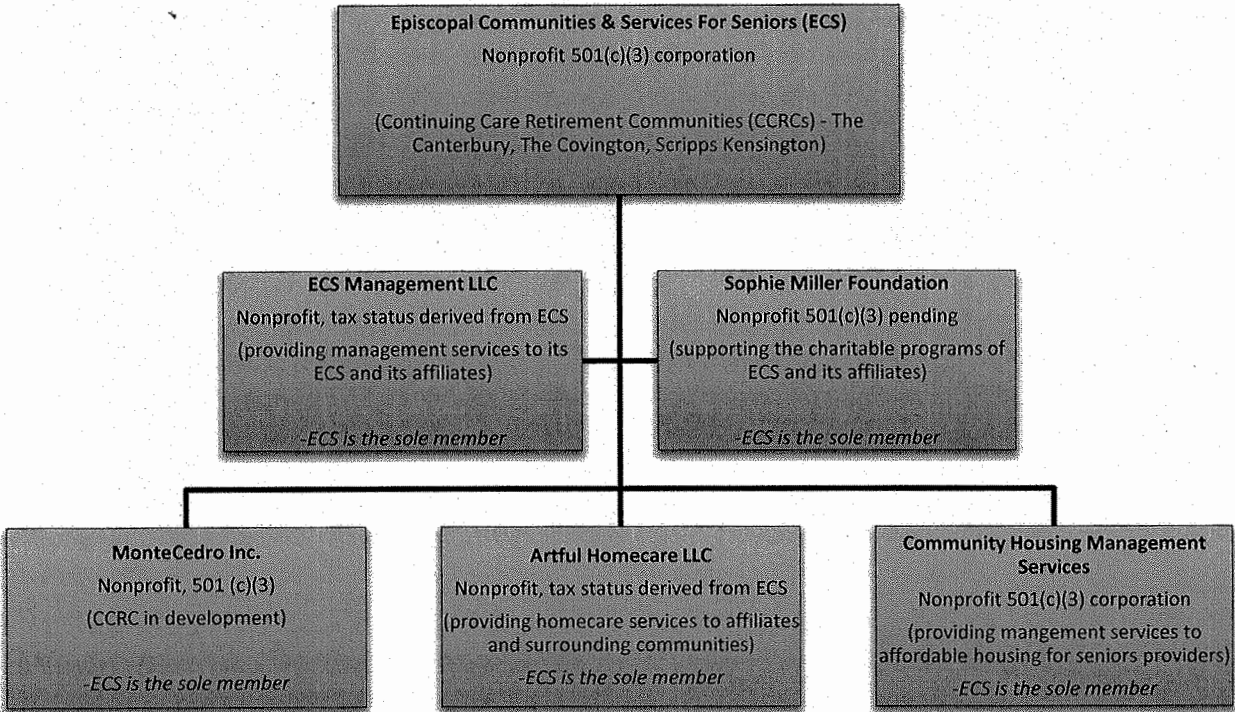 Episcopal Communities & Services For Seniors (ECS)
Nonprofit 501(c)(3) corporation
(Continuing Care Retirement Communities (CCRCs) - The
Canterbury, The Covington, Scripps Kensington)
ECS Management LLC
Nonprofit, tax status derived from ECS
(providing management services to its
ECS and its affiliates)
-ECS is the sole member
Sophie Miller Foundation
Nonprofit 501(c)(3) pending
(supporting the charitable programs of
ECS and its affiliates)
-ECS is the sole member
MonteCedro Inc.
Nonprofit, 501 (c)(3)
(CCRC in development)
-ECS is the sole member
Artful Homecare LLC
Nonprofit, tax status derived from ECS
(providing homecare services to affiliates
and surrounding communities)
-ECS is the sole member
Community Housing Management
Services
Nonprofit 501(c)(3) corporation
(providing mangement services to
affordable housing for seniors providers)
-ECS is the sole member